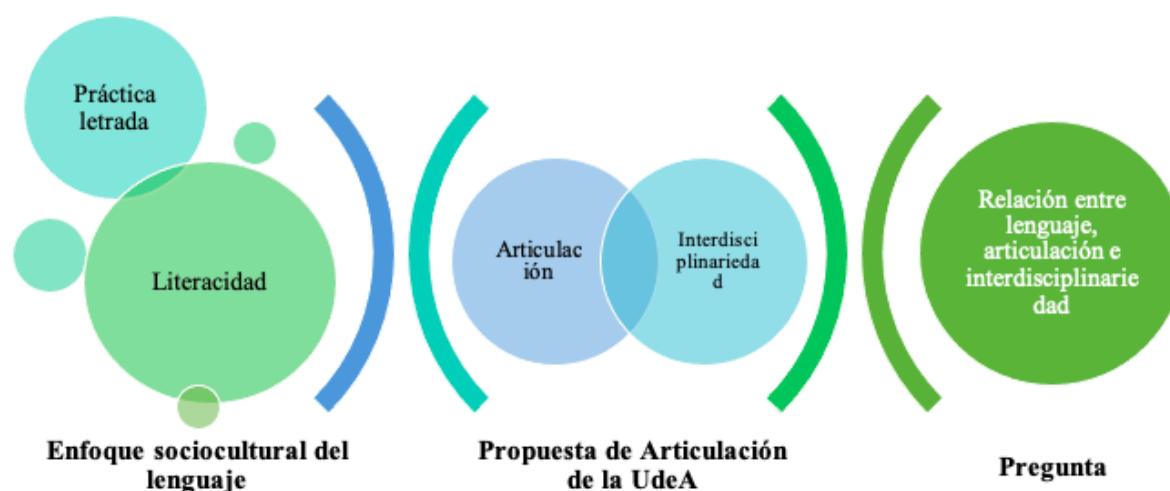 Práctica
letrada
Literacidad
Enfoque sociocultural del
lenguaje
Articulac
ión
Interdisci
plinarieda
d
Propuesta de Articulación
de la UdeA
Relación entre
lenguaje,
articulación e
interdisciplinarie
dad
Pregunta